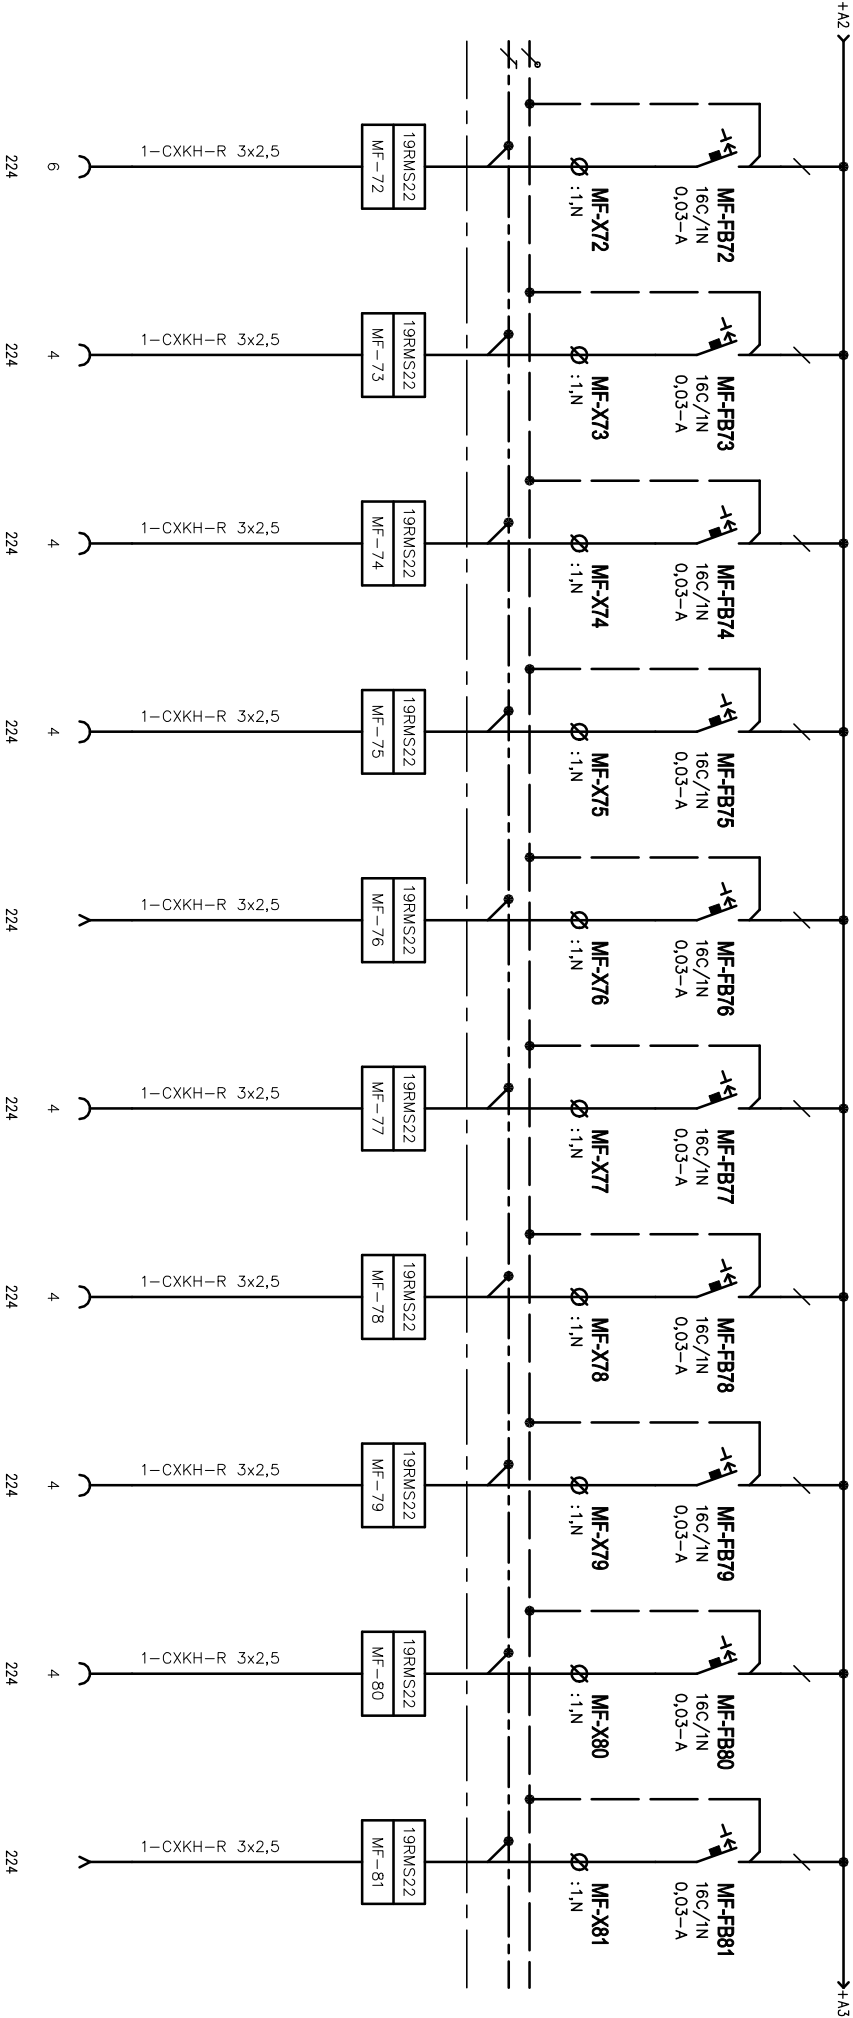 +A2
MF-FB72
16C/1N
0,03-A
MF-X72
:1,N
19RMS22
MF-72
1-CXKH-R 3x2,5
6
224
MF-FB73
16C/1N
0,03-A
MF-X73
:1,N
19RMS22
MF-73
1-CXKH-R 3x2,5
4
224
MF-FB74
16C/1N
0,03-A
MF-X74
:1,N
19RMS22
MF-74
1-CXKH-R 3x2,5
4
224
MF-FB75
16C/1N
0,03-A
MF-X75
:1,N
19RMS22
MF-75
1-CXKH-R 3x2,5
4
224
MF-FB76
16C/1N
0,03-A
MF-X76
:1,N
19RMS22
MF-76
1-CXKH-R 3x2,5
224
MF-FB77
16C/1N
0,03-A
MF-X77
:1,N
19RMS22
MF-77
1-CXKH-R 3x2,5
4
224
MF-FB78
16C/1N
0,03-A
MF-X78
:1,N
19RMS22
MF-78
1-CXKH-R 3x2,5
4
224
MF-FB79
16C/1N
0,03-A
MF-X79
:1,N
19RMS22
MF-79
1-CXKH-R 3x2,5
4
224
MF-FB80
16C/1N
0,03-A
MF-X80
:1,N
19RMS22
MF-80
1-CXKH-R 3x2,5
4
224
MF-FB81
16C/1N
0,03-A
MF-X81
:1,N
19RMS22
MF-81
1-CXKH-R 3x2,5
224
+A3